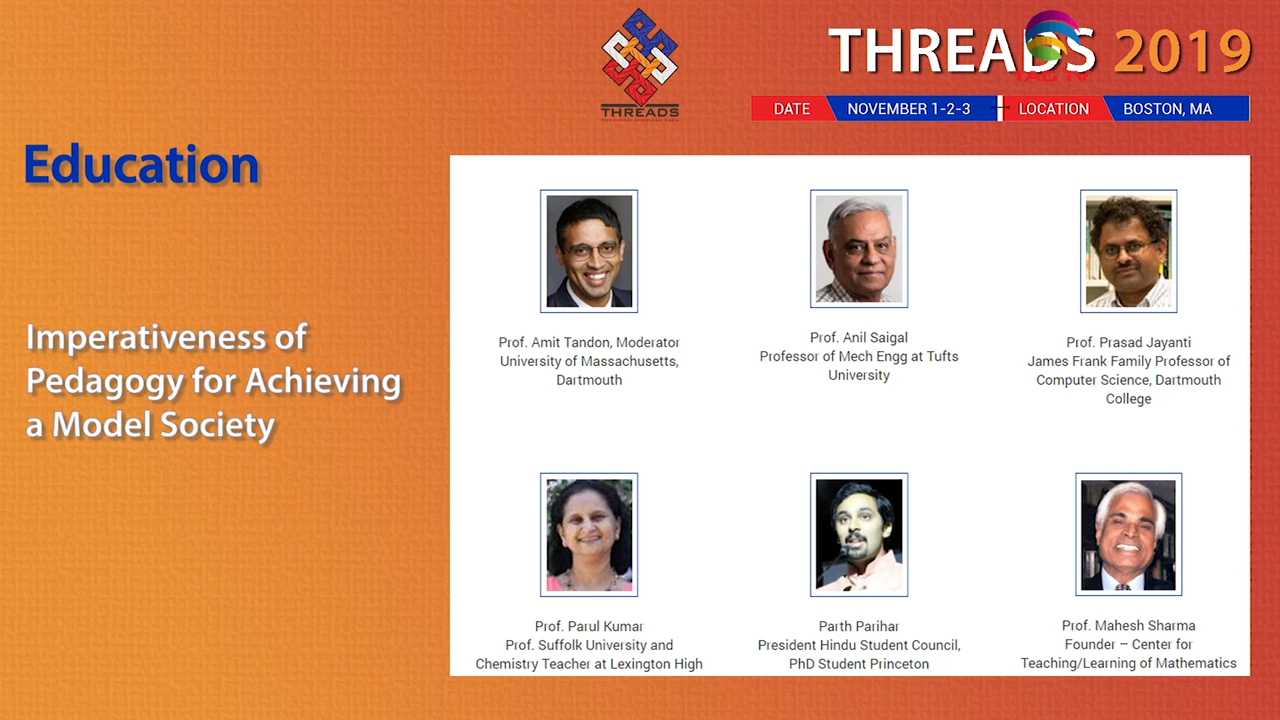 THREADS 2019
THREADS
DATE NOVEMBER 1-2-3 LOCATION BOSTON, MA
Education
Imperativeness of
Pedagogy for Achieving
a Model Society
Prof. Amit Tandon, Moderator
University of Massachusetts,
Dartmouth
Prof. Anil Saigal
Professor of Mech Engg at Tufts
University
Prof. Prasad Jayanti
James Frank Family Professor of
Computer Science, Dartmouth
College
Prof. Parul Kumar
Prof. Suffolk University and
Chemistry Teacher at Lexington High
Parth Parihar
President Hindu Student Council,
PhD Student Princeton
Prof. Mahesh Sharma
Founder – Center for
Teaching/Learning of Mathematics